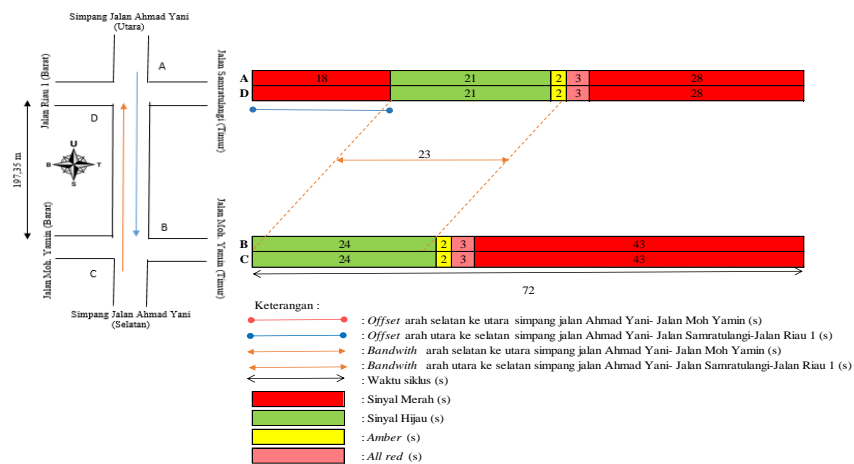 Simpang Jalan Ahmad Yani
(Utara)
A
Jalan Riau 1 (Barat)
Jalan Samratulangi (Timur)
D
197,35 m
U
B T
S
B
Jalan Moh. Yamin (Barat)
Jalan Moh. Yamin (Timur)
C
Simpang Jalan Ahmad Yani
(Selatan)
A 18 21 2 3 28
D 21 2 3 28
23
B 24 2 3 43
C 24 2 3 43
72
Keterangan :
: Offset arah selatan ke utara simpang jalan Ahmad Yani- Jalan Moh Yamin (s)
: Offset arah utara ke selatan simpang jalan Ahmad Yani- Jalan Samratulangi-Jalan Riau 1 (s)
: Bandwith arah selatan ke utara simpang jalan Ahmad Yani- Jalan Moh Yamin (s)
: Bandwith arah utara ke selatan simpang jalan Ahmad Yani- Jalan Samratulangi-Jalan Riau 1 (s)
: Waktu siklus (s)
: Sinyal Merah (s)
: Sinyal Hijau (s)
: Amber (s)
: All red (s)